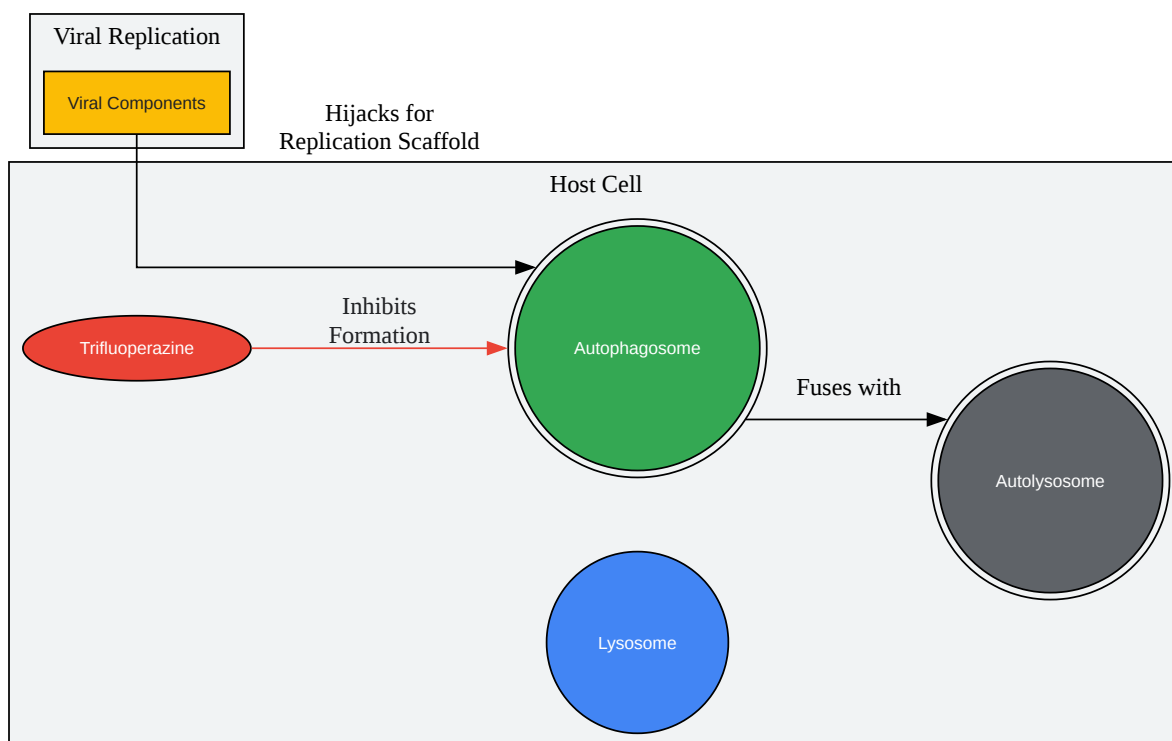 Viral Replication
Viral Components
Hijacks for
Replication Scaffold
Host Cell
Inhibits
Formation
Trifluoperazine
Autophagosome
Fuses with
Autolysosome
Lysosome